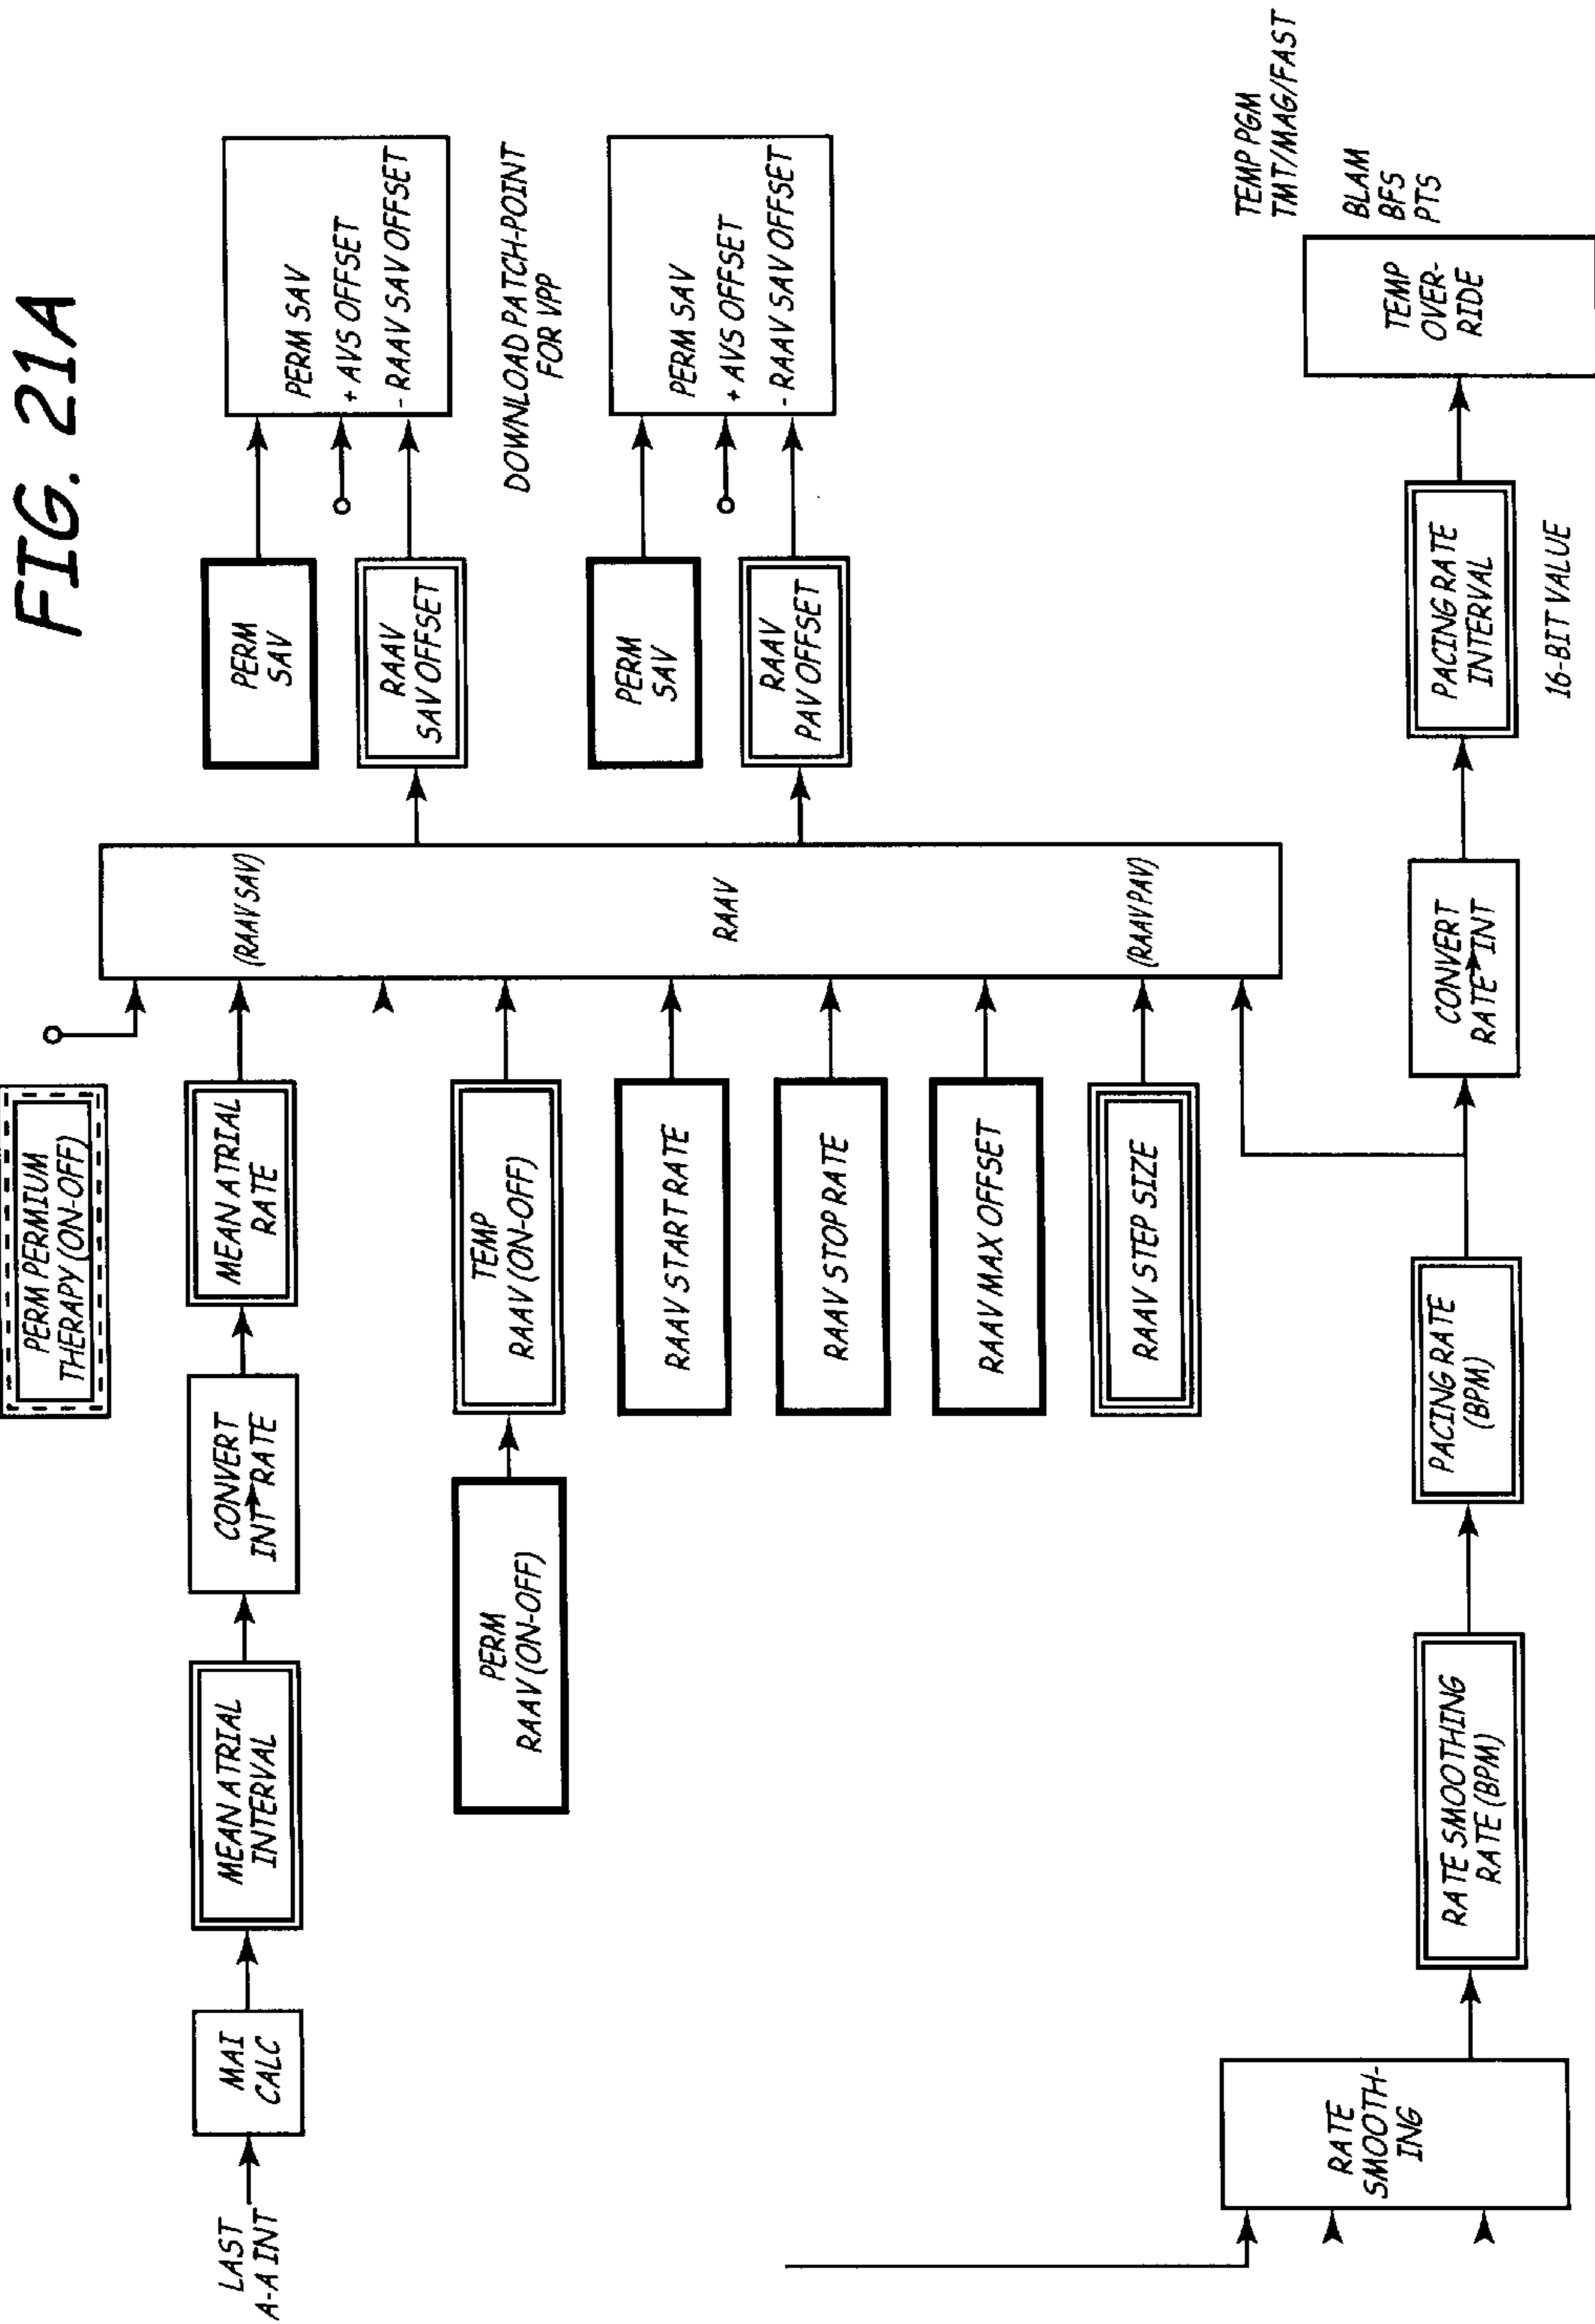 FIG. 21A
PERM PERMIUM
THERAPY (ON-OFF)
LAST
A-A INT
MAI
CALC
MEAN ATRIAL
INTERVAL
CONVERT
INT→RATE
MEAN ATRIAL
RATE
PERM
RAAV (ON-OFF)
TEMP
RAAV (ON-OFF)
RAAV START RATE
RAAV STOP RATE
RAAV MAX OFFSET
RAAV STEP SIZE
(RAAV SAV)
RAAV
(RAAV PAV)
PERM
SAV
RAAV
SAV OFFSET
PERM SAV
+ AVS OFFSET
- RAAV SAV OFFSET
DOWNLOAD PATCH-POINT
FOR VPP
PERM
SAV
RAAV
PAV OFFSET
PERM SAV
+ AVS OFFSET
- RAAV SAV OFFSET
RATE
SMOOTH-
ING
RATE SMOOTHING
RATE (BPM)
PACING RATE
(BPM)
CONVERT
RATE→INT
PACING RATE
INTERVAL
16-BIT VALUE
TEMP
OVER-
RIDE
TEMP PGM
TMT/MAG/FAST
BLAM
BFS
PTS